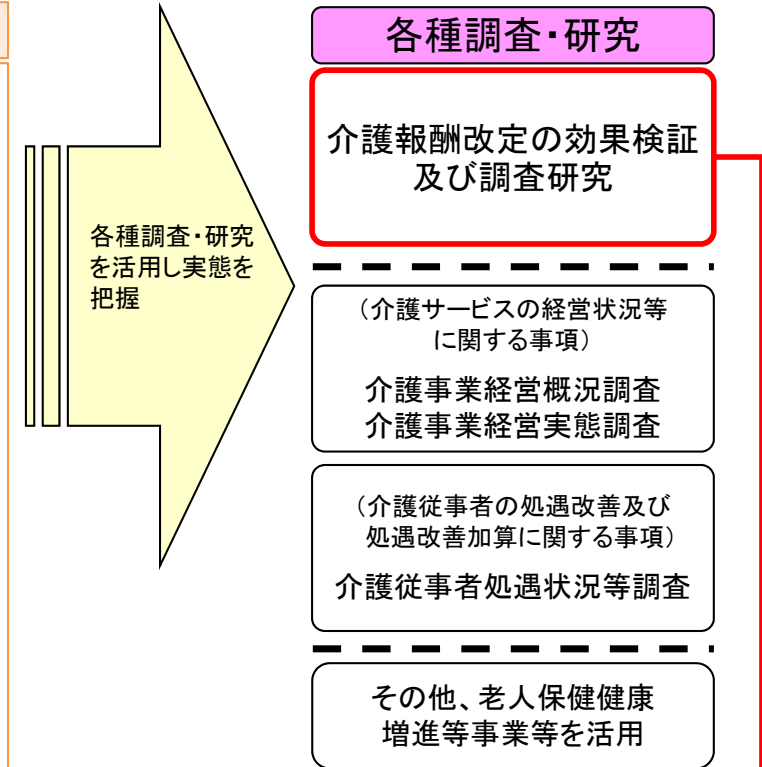 各種調査・研究
を活用し実態を
把握
各種調査・研究
介護報酬改定の効果検証
及び調査研究
（介護サービスの経営状況等
に関する事項）
介護事業経営概況調査
介護事業経営実態調査
（介護従事者の処遇改善及び
処遇改善加算に関する事項）
介護従事者処遇状況等調査
その他、老人保健健康
増進等事業等を活用